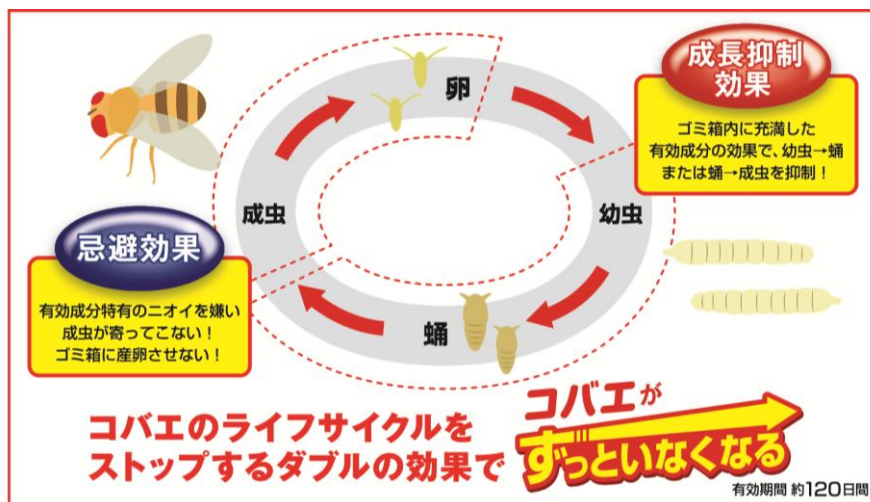 成長抑制
効果
ゴミ箱内に充満した
有効成分の効果で、幼虫→蛹
または蛹→成虫を抑制！
卵
成虫
幼虫
蛹
忌避効果
有効成分特有のニオイを嫌い
成虫が寄ってこない！
ゴミ箱に産卵させない！
コバエのライフサイクルを
ストップするダブルの効果で
コバエが
ずっといなくなる
有効期間 約120日間